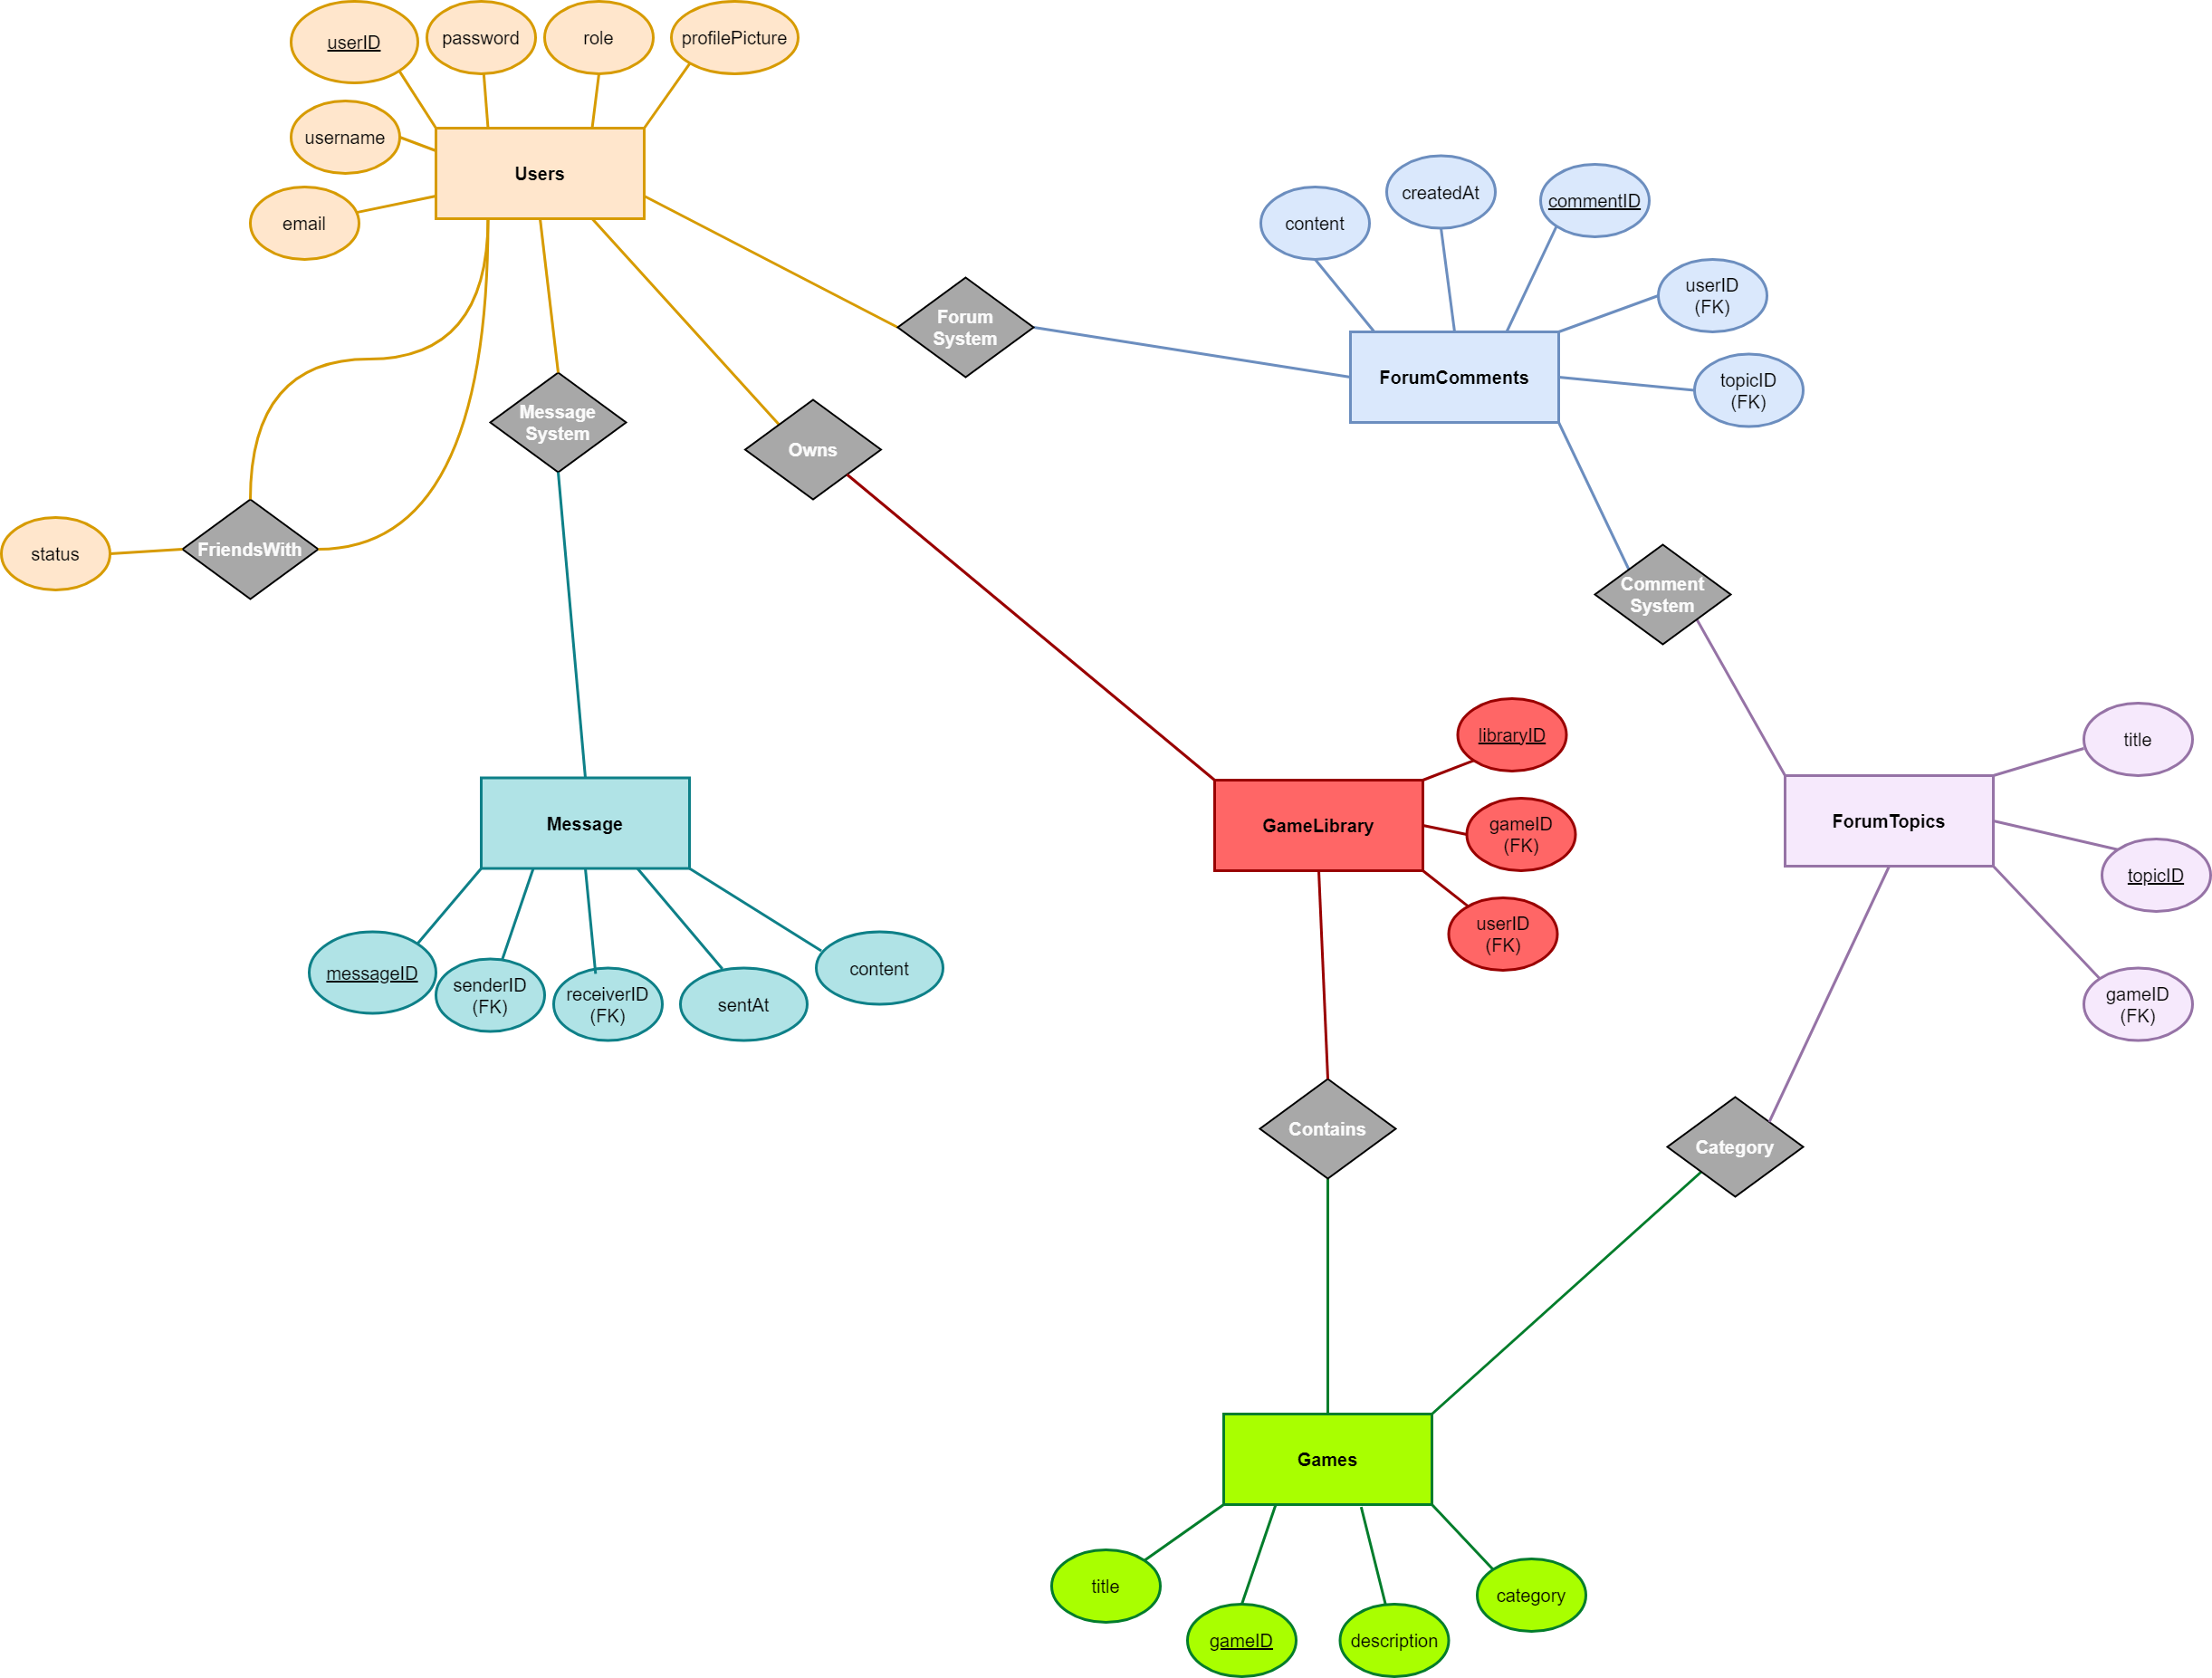 userID
password
role
profilePicture
username
Users
email
content
createdAt
commentID
userID
(FK)
Forum
System
ForumComments
topicID
(FK)
Message
System
Owns
status
FriendsWith
Comment
System
libraryID
title
Message
GameLibrary
gameID
(FK)
ForumTopics
topicID
userID
(FK)
messageID
senderID
(FK)
receiverID
(FK)
sentAt
content
gameID
(FK)
Contains
Category
Games
title
gameID
description
category